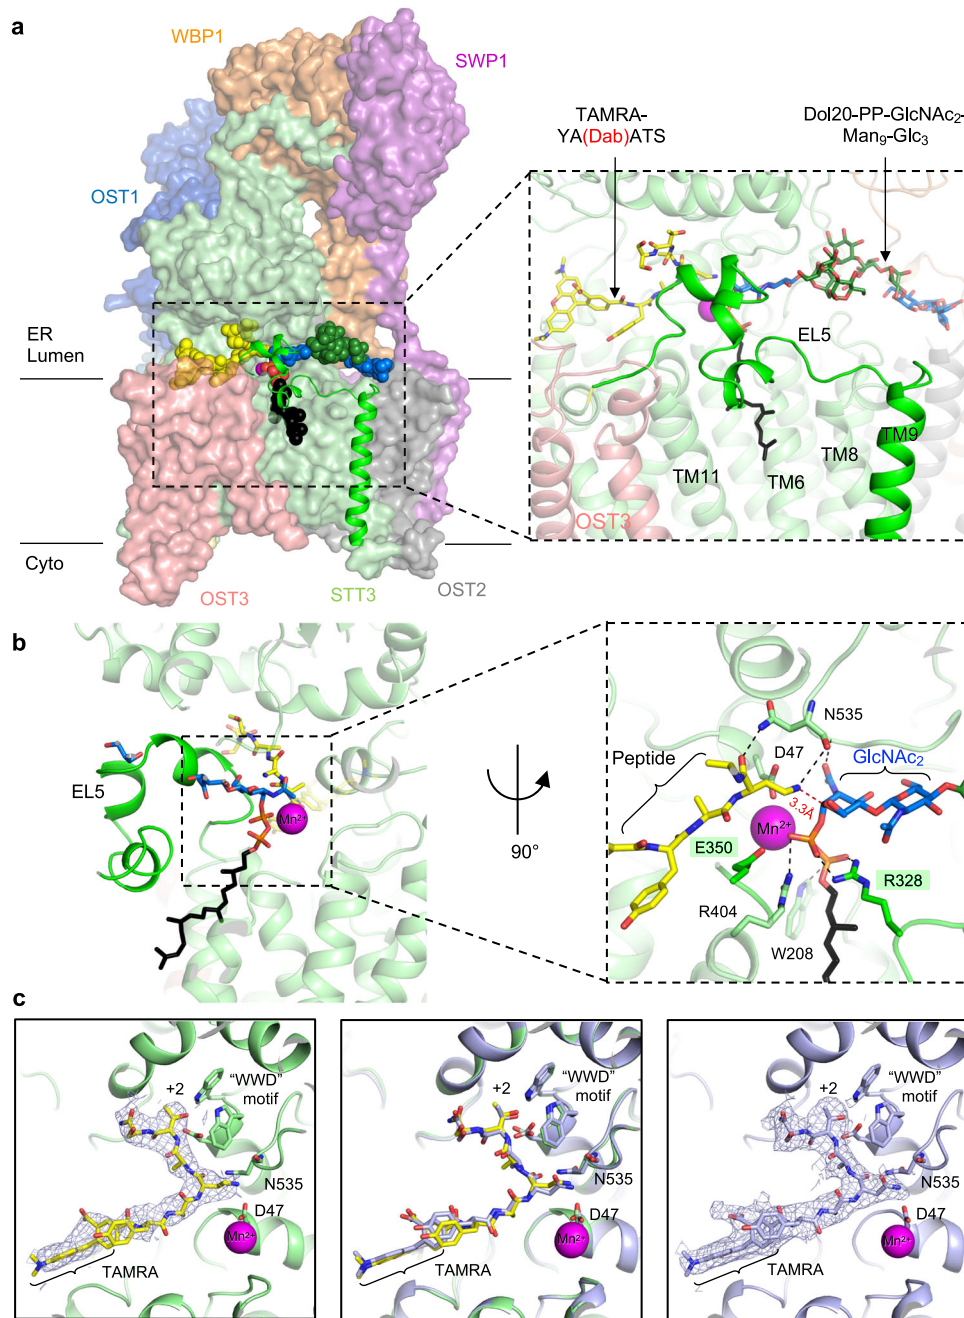 a
WBP1
SWP1
OST1
ER
Lumen
Cyto
OST3
STT3
OST2
TAMRA-
YA(Dab)ATS
Dol20-PP-GlcNAc₂-
Man₉-Glc₃
EL5
TM9
TM8
TM11
TM6
OST3
b
EL5
Mn²⁺
90°
N535
Peptide
D47
GlcNAc₂
3.3Å
Mn²⁺
E350
R328
R404
W208
c
+2
"WWD"
motif
N535
D47
Mn²⁺
TAMRA
+2
"WWD"
motif
N535
D47
Mn²⁺
TAMRA
+2
"WWD"
motif
N535
D47
Mn²⁺
TAMRA